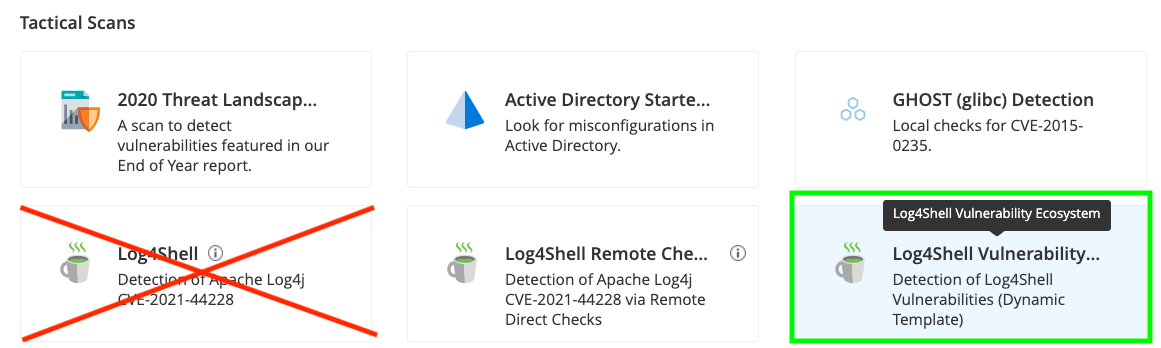 Tactical Scans
2020 Threat Landscap...
A scan to detect
vulnerabilities featured in our
End of Year report.
Active Directory Starte...
Look for misconfigurations in
Active Directory.
GHOST (glibc) Detection
Local checks for CVE-2015-
0235.
Log4Shell
Detection of Apache Log4j
CVE-2021-44228
Log4Shell Remote Che...
Detection of Apache Log4j
CVE-2021-44228 via Remote
Direct Checks
Log4Shell Vulnerability Ecosystem
Log4Shell Vulnerability...
Detection of Log4Shell
Vulnerabilities (Dynamic
Template)